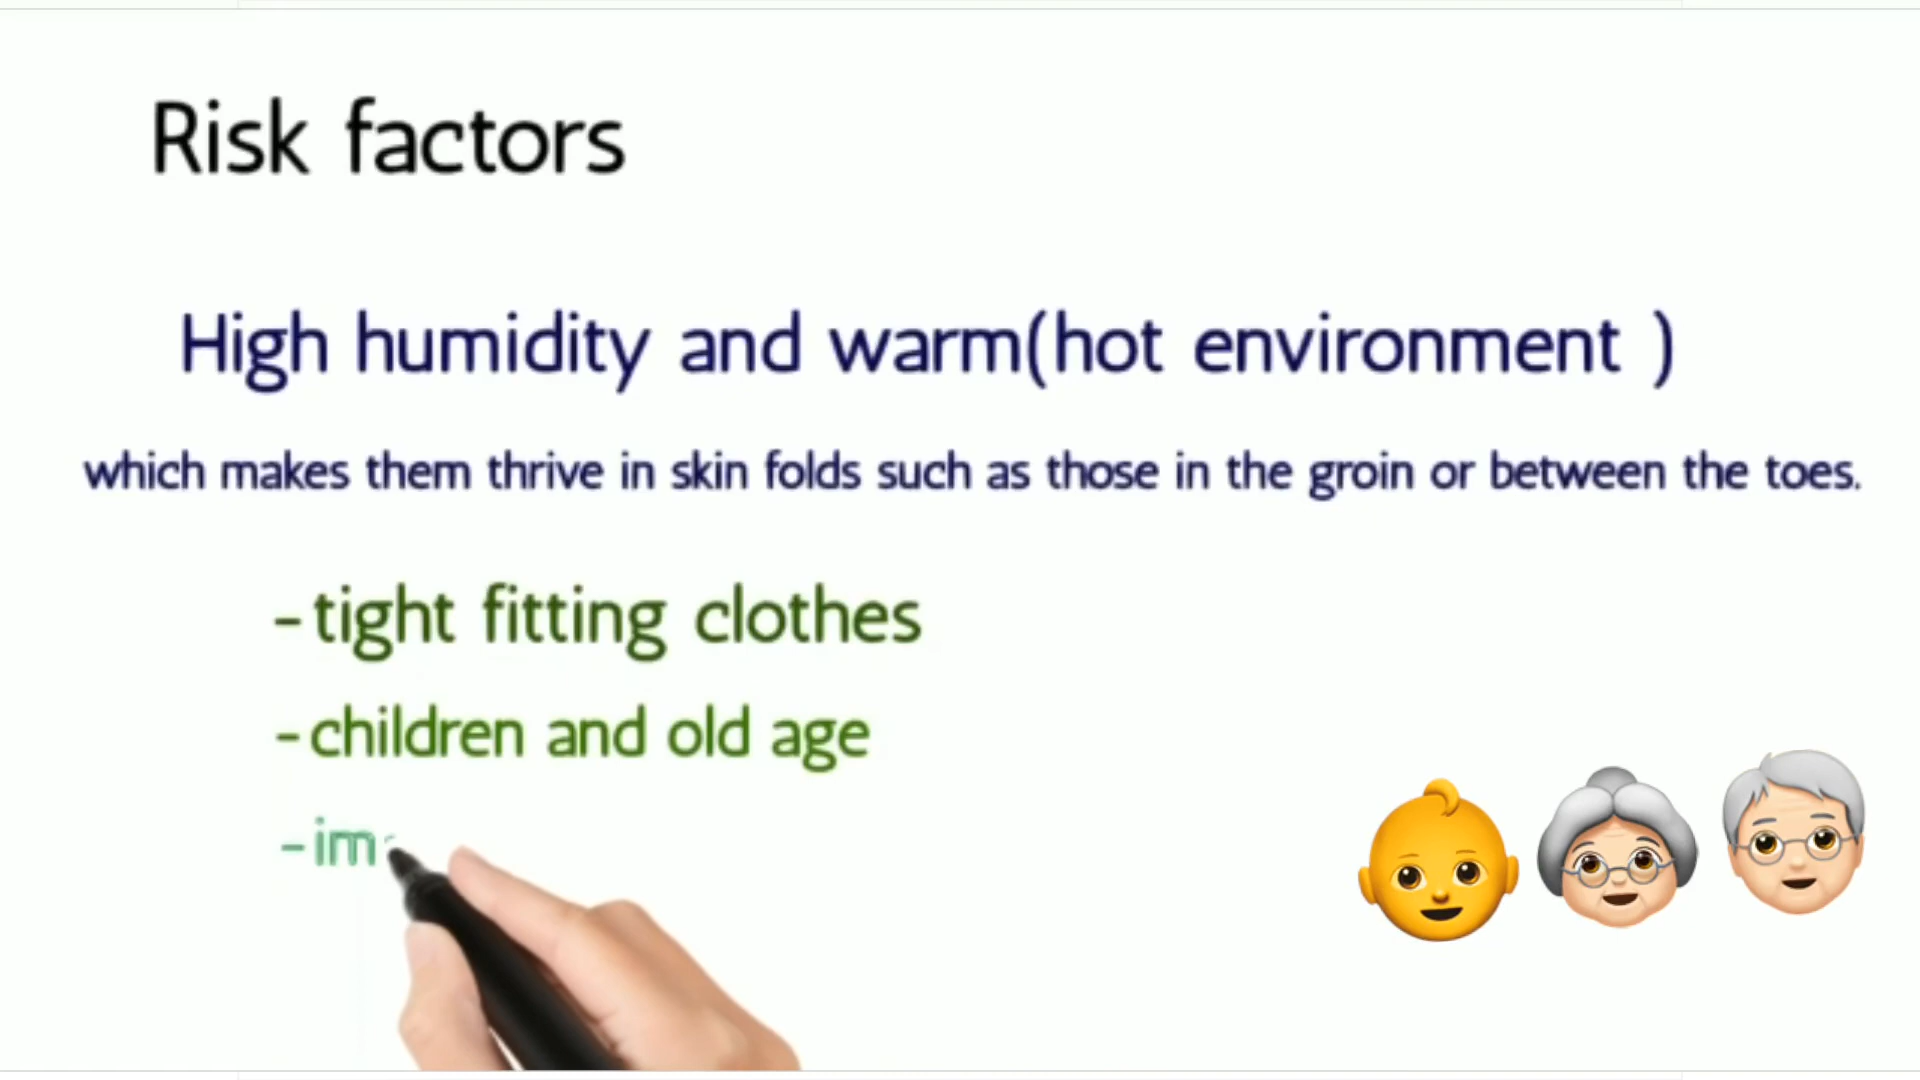 Risk factors
High humidity and warm(hot environment )
which makes them thrive in skin folds such as those in the groin or between the toes.
-tight fitting clothes
-children and old age
-im